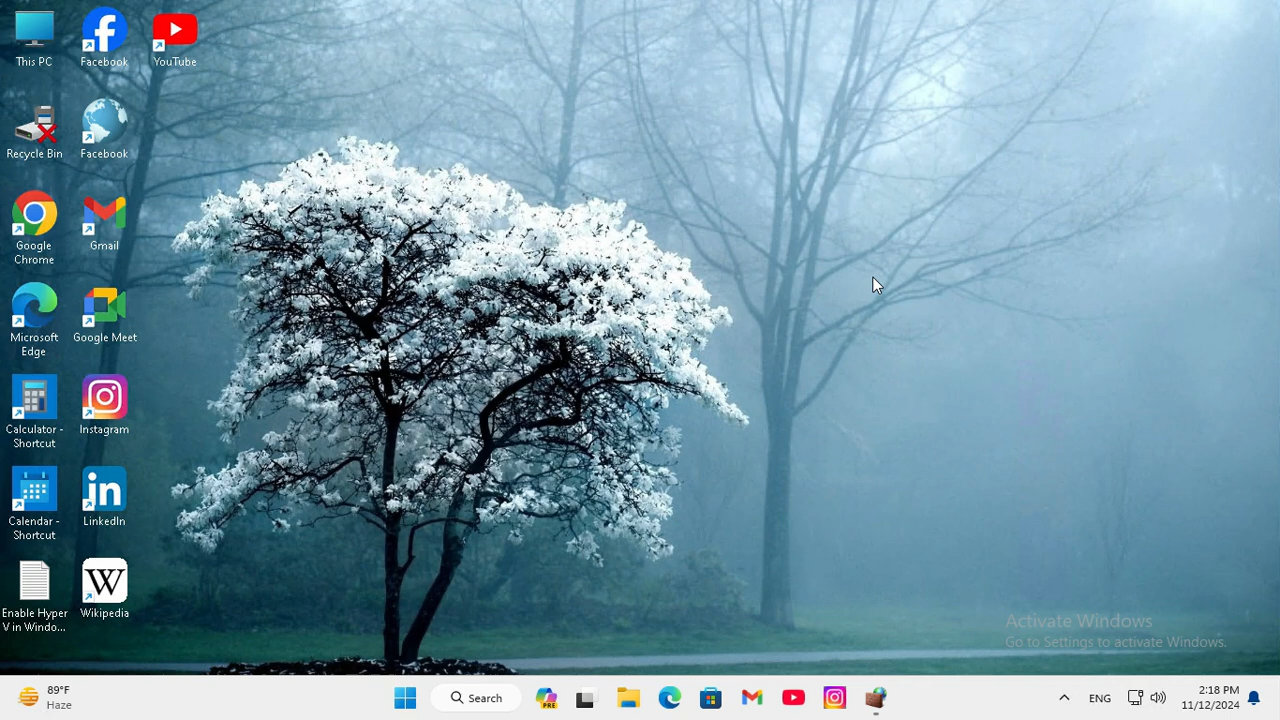 This PC
Facebook
YouTube
Recycle Bin
Facebook
Google
Chrome
Gmail
Microsoft
Edge
Google Meet
Calculator -
Shortcut
Instagram
Calendar -
Shortcut
LinkedIn
Enable Hyper
V in Windo...
Wikipedia
Activate Windows
Go to Settings to activate Windows.
89°F
Haze
Search
PRE
ENG
2:18 PM
11/12/2024